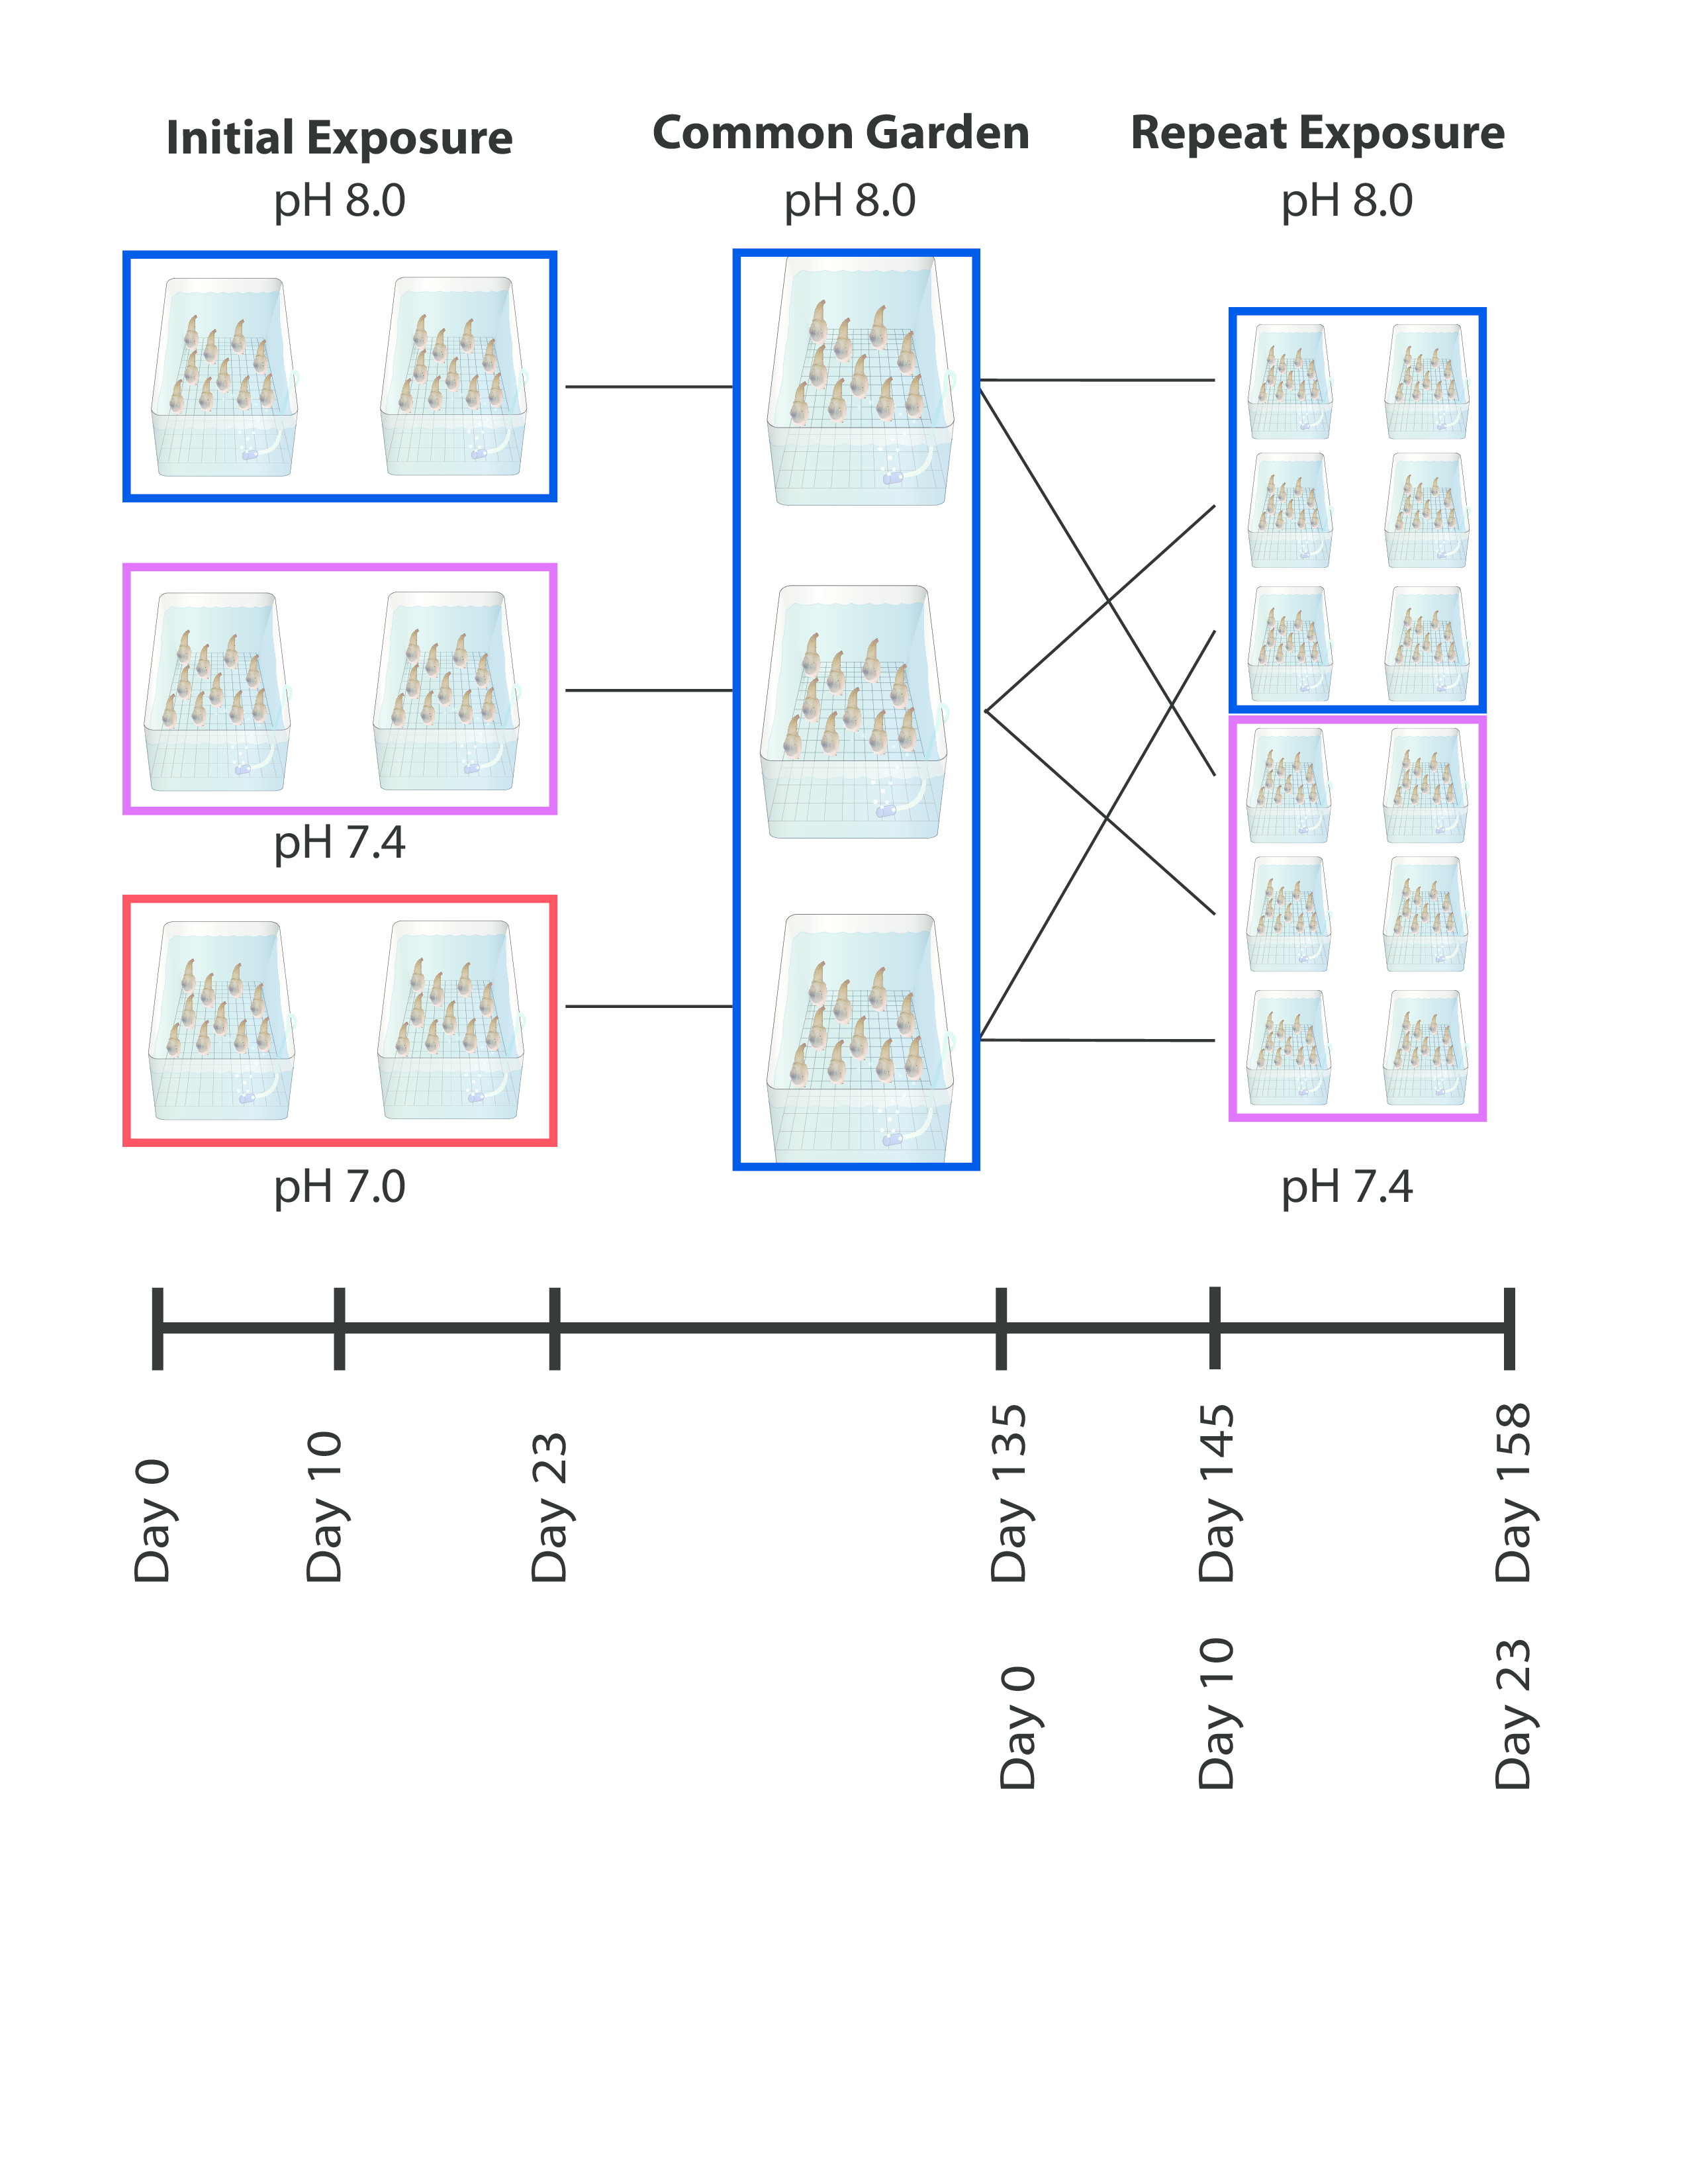 Initial Exposure
Common Garden
Repeat Exposure
pH 8.0
pH 8.0
pH 8.0
pH 7.4
pH 7.0
pH 7.4
Day 0
Day 10
Day 23
Day 135
Day 145
Day 158
Day 0
Day 10
Day 23